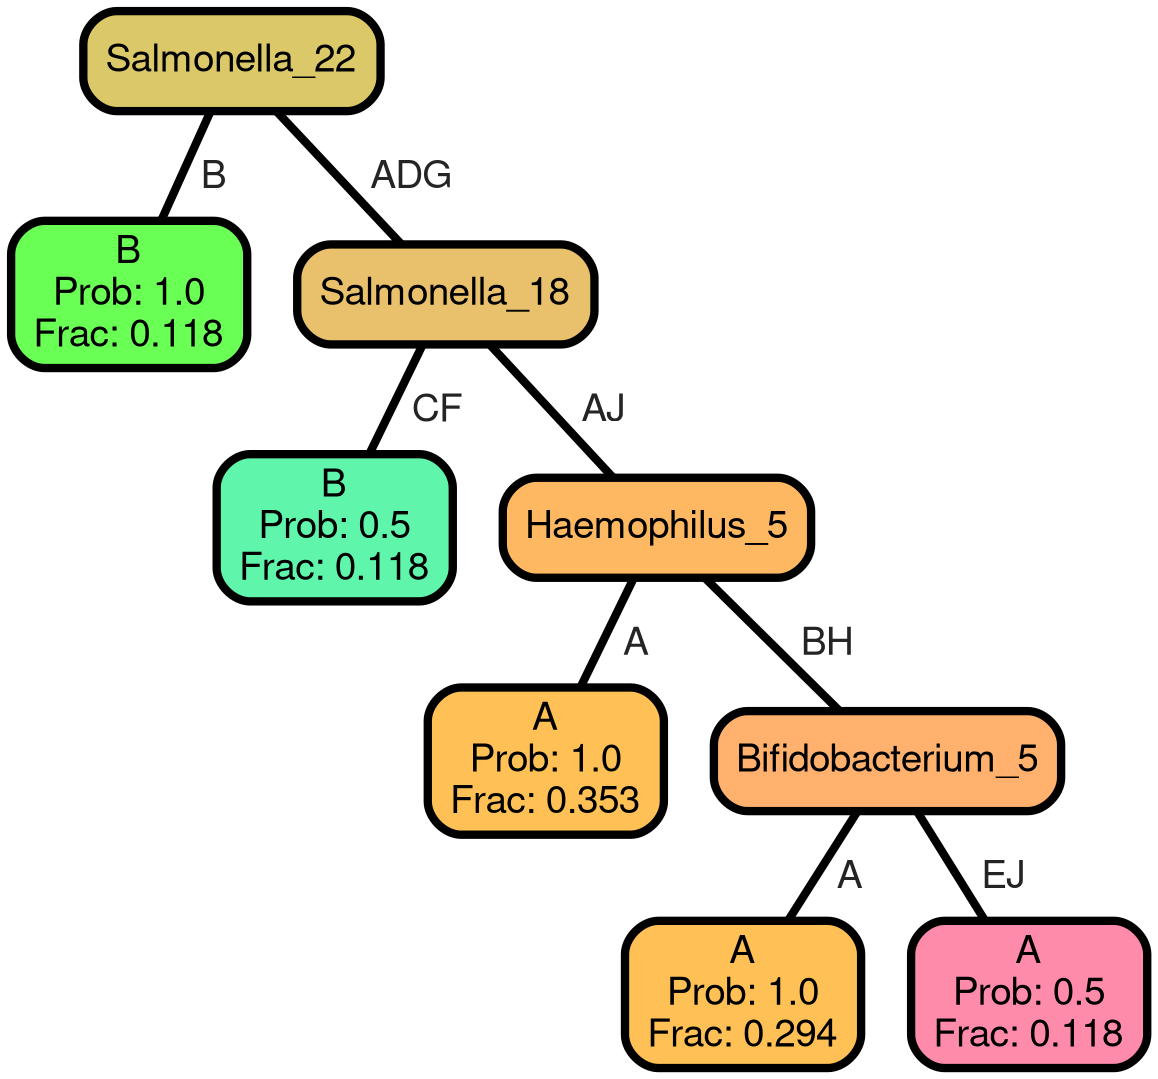 Salmonella_22
B
ADG
B
Prob: 1.0
Frac: 0.118
Salmonella_18
CF
AJ
B
Prob: 0.5
Frac: 0.118
Haemophilus_5
A
BH
A
Prob: 1.0
Frac: 0.353
Bifidobacterium_5
A
EJ
A
Prob: 1.0
Frac: 0.294
A
Prob: 0.5
Frac: 0.118